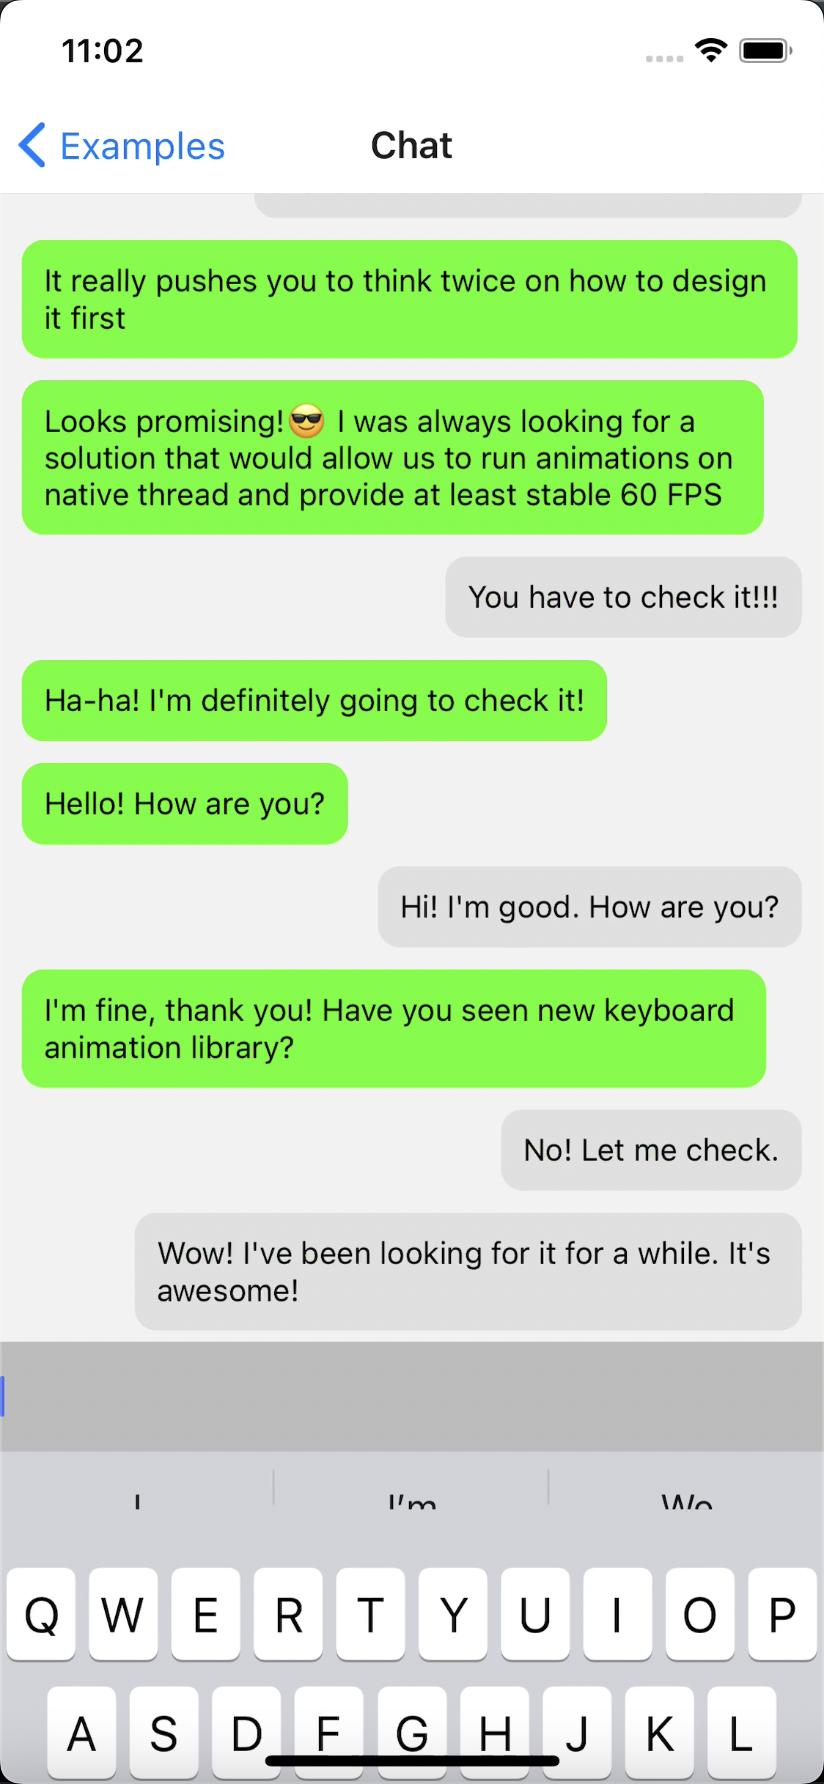 11:02
Examples
Chat
It really pushes you to think twice on how to design
it first
Looks promising!😎 I was always looking for a
solution that would allow us to run animations on
native thread and provide at least stable 60 FPS
You have to check it!!!
Ha-ha! I'm definitely going to check it!
Hello! How are you?
Hi! I'm good. How are you?
I'm fine, thank you! Have you seen new keyboard
animation library?
No! Let me check.
Wow! I've been looking for it for a while. It's
awesome!
I I’m We
Q W E R T Y U I O P
A S D F G H J K L